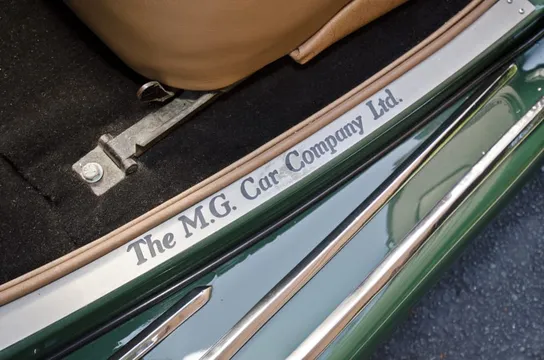 The M.G. Car Company Ltd.